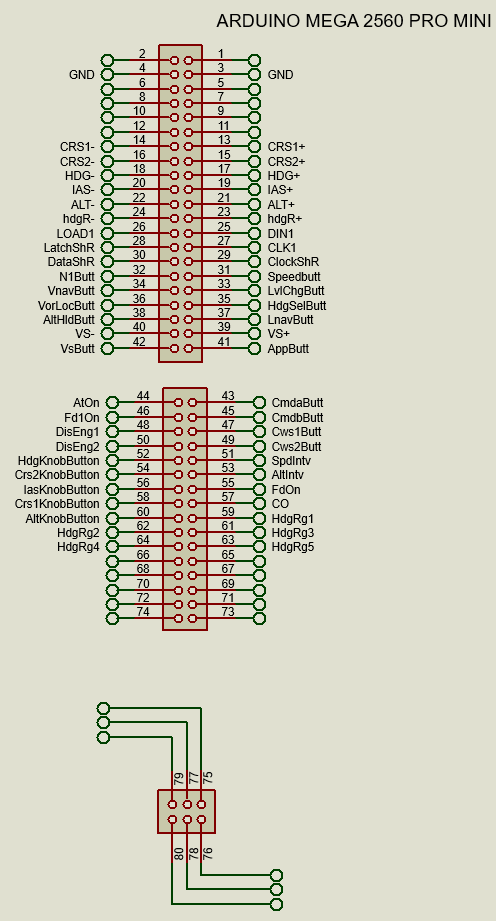 ARDUINO MEGA 2560 PRO MINI
2 1
GND 4 3 GND
6 5
8 7
10 9
12 11
CRS1- 14 13 CRS1+
CRS2- 16 15 CRS2+
HDG- 18 17 HDG+
IAS- 20 19 IAS+
ALT- 22 21 ALT+
hdgR- 24 23 hdgR+
LOAD1 26 25 DIN1
LatchShR 28 27 CLK1
DataShR 30 29 ClockShR
N1Butt 32 31 Speedbutt
VnavButt 34 33 LvlChgButt
VorLocButt 36 35 HdgSelButt
AltHldButt 38 37 LnavButt
VS- 40 39 VS+
VsButt 42 41 AppButt
AtOn 44 43 CmdaButt
Fd1On 46 45 CmdbButt
DisEng1 48 47 Cws1Butt
DisEng2 50 49 Cws2Butt
HdgKnobButton 52 51 SpdIntv
Crs2KnobButton 54 53 AltIntv
IasKnobButton 56 55 FdOn
Crs1KnobButton 58 57 CO
AltKnobButton 60 59 HdgRg1
HdgRg2 62 61 HdgRg3
HdgRg4 64 63 HdgRg5
66 65
68 67
70 69
72 71
74 73
79 77 75
80 78 76